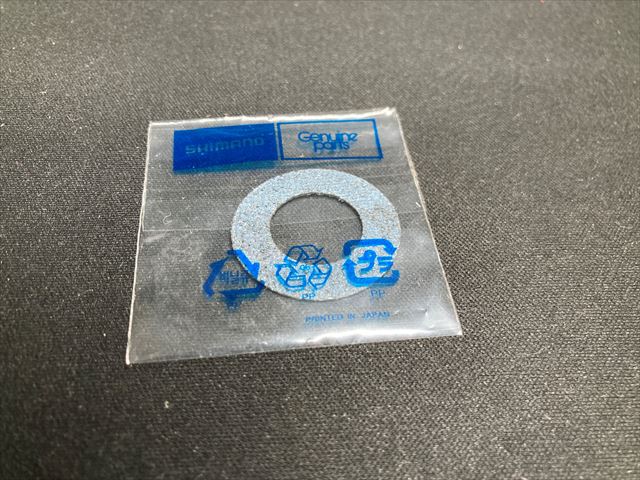 SHIMANO
Genuine
parts
PP
PP
PRINTED IN JAPAN